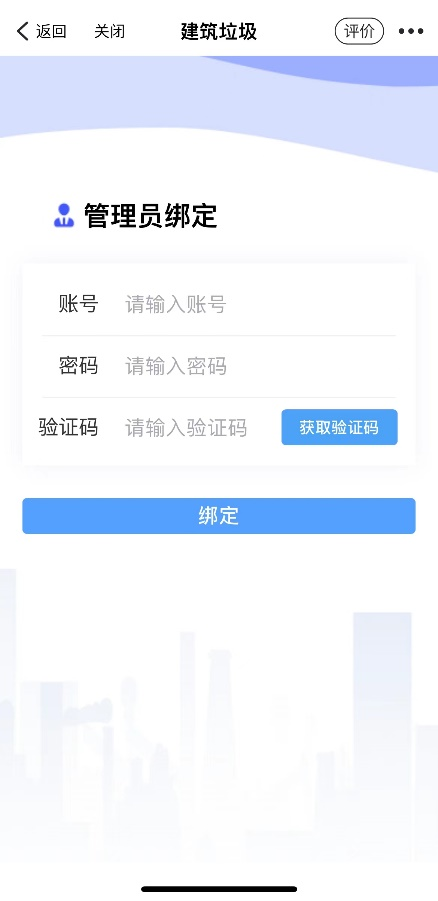 返回 关闭 建筑垃圾 评价
管理员绑定
账号 请输入账号
密码 请输入密码
验证码 请输入验证码 获取验证码
绑定